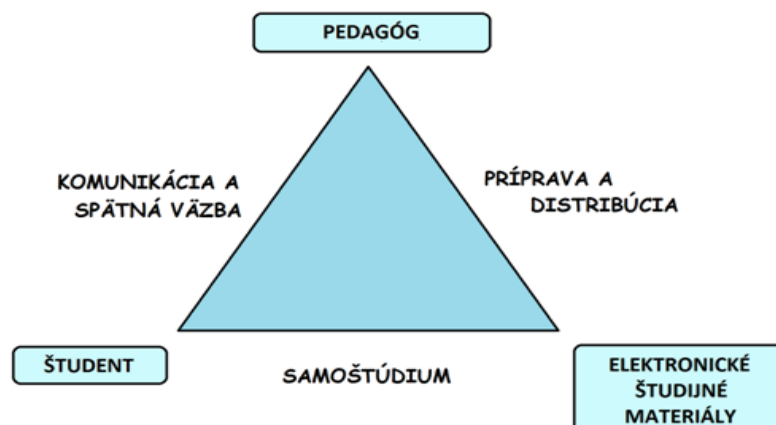 PEDAGÓG
KOMUNIKÁCIA A
SPÄTNÁ VÄZBA
PRÍPRAVA A
DISTRIBÚCIA
ŠTUDENT
SAMOŠTÚDIUM
ELEKTRONICKÉ
ŠTUDIJNÉ
MATERIÁLY